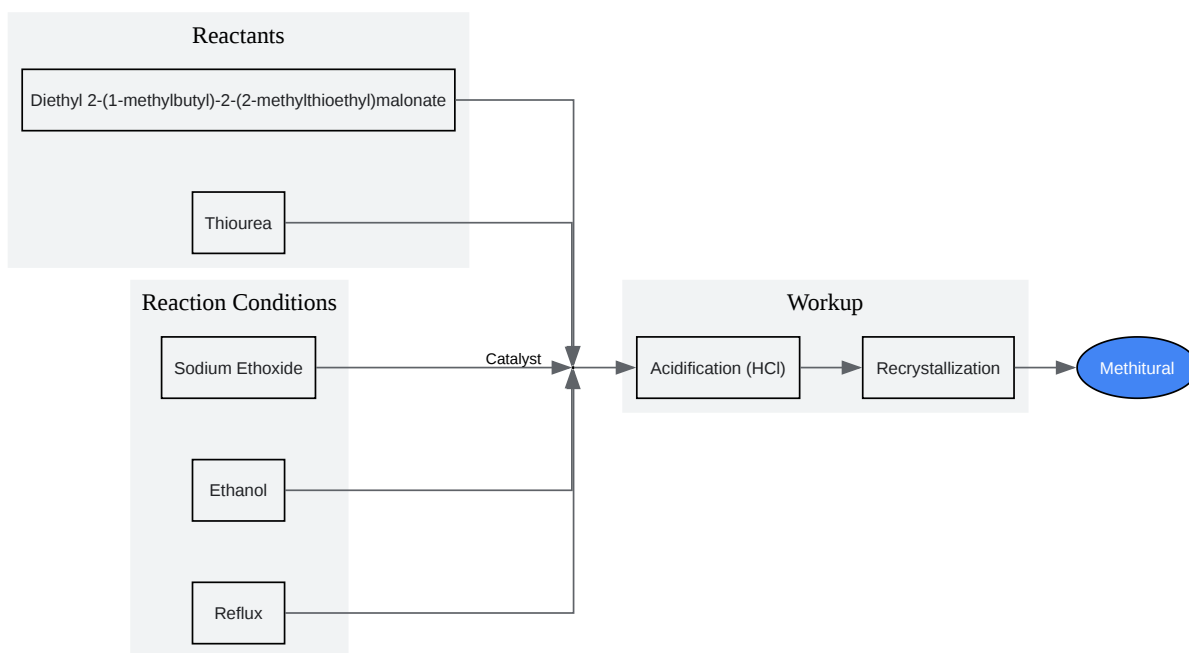 Reactants
Diethyl 2-(1-methylbutyl)-2-(2-methylthioethyl)malonate
Thiourea
Reaction Conditions
Sodium Ethoxide
Catalyst
Ethanol
Reflux
Workup
Acidification (HCl)
Recrystallization
Methitural